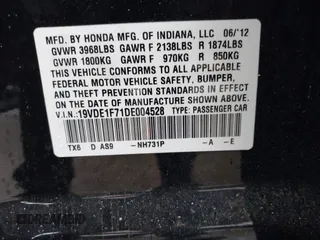 MFD. BY HONDA MFG. OF INDIANA, LLC 06/'12
GVWR 3968LBS GAWR F 2138LBS R 1874LBS
GVWR 1800KG GAWR F 970KG R 850KG
THIS VEHICLE CONFORMS TO ALL APPLICABLE
FEDERAL MOTOR VEHICLE SAFETY, BUMPER,
AND THEFT PREVENTION STANDARDS IN EFFECT
ON THE DATE OF MANUFACTURE SHOWN ABOVE.
V.I.N.: 19VDE1F71DE004528 TYPE: PASSENGER CAR
TX6 D AS9 -NH731P -A -E